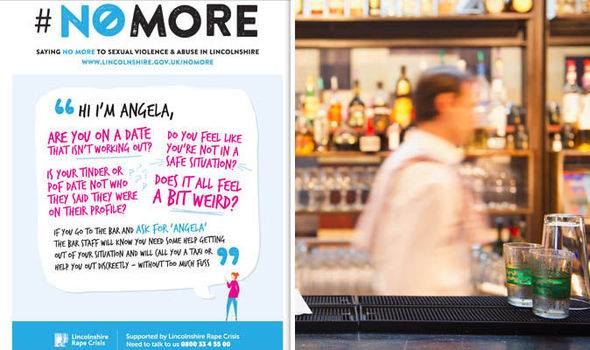 #NOMORE
SAYING NO MORE TO SEXUAL VIOLENCE & ABUSE IN LINCOLNSHIRE
WWW.LINCOLNSHIRE.GOV.UK/NOMORE
“ HI I'M ANGELA,
ARE YOU ON A DATE
THAT ISN'T WORKING OUT?
IS YOUR TINDER OR
POF DATE NOT WHO
THEY SAID THEY WERE
ON THEIR PROFILE?
DO YOU FEEL LIKE
YOU'RE NOT IN A
SAFE SITUATION?
DOES IT ALL FEEL
A BIT WEIRD?
IF YOU GO TO THE BAR AND ASK FOR 'ANGELA'
THE BAR STAFF WILL KNOW YOU NEED SOME HELP GETTING
OUT OF YOUR SITUATION AND WILL CALL YOU A TAXI OR
HELP YOU OUT DISCREETLY – WITHOUT TOO MUCH FUSS ”
Lincolnshire
Rape Crisis
Supported by Lincolnshire Rape Crisis
Need to talk to us 0800 33 4 55 00